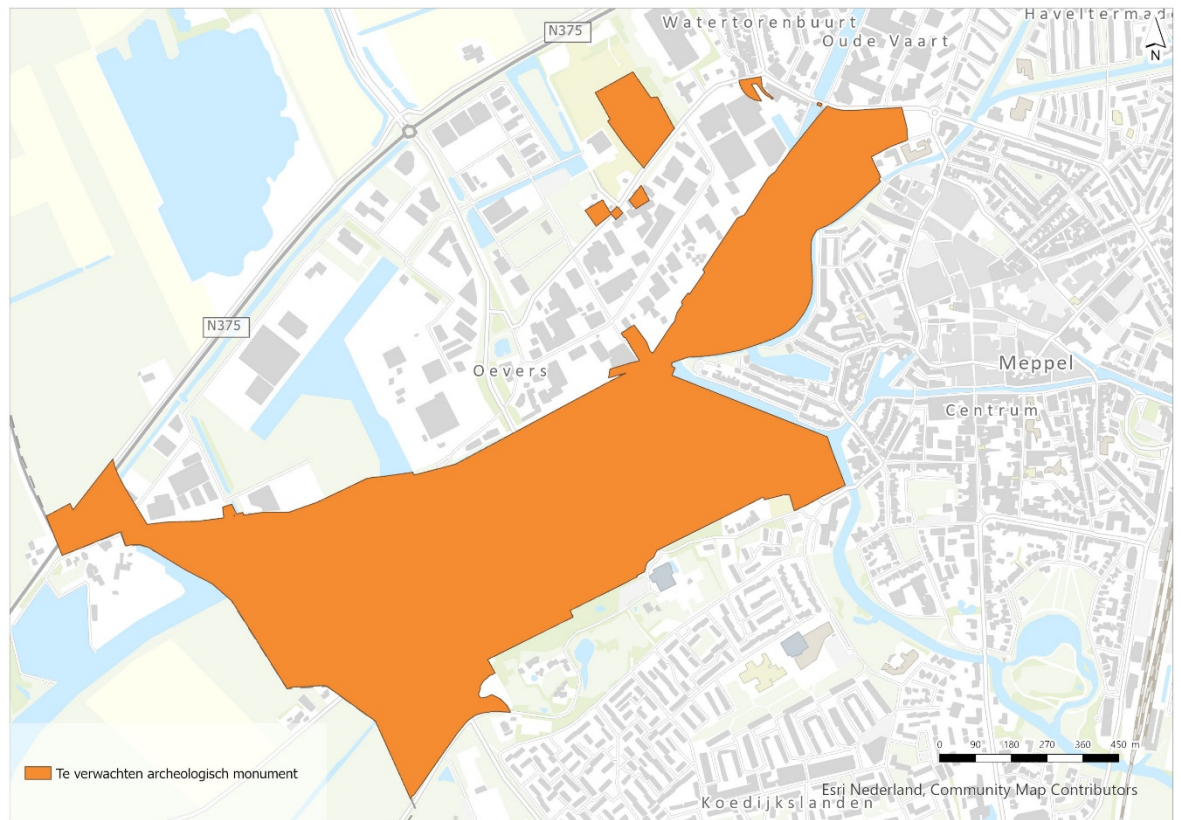 N375
Watertorenbuurt
Oude Vaart
Haveltermade
N
N375
Oevers
Meppel
Centrum
Te verwachten archeologisch monument
0 90 180 270 360 450 m
Esri Nederland, Community Map Contributors
Koedijkslanden